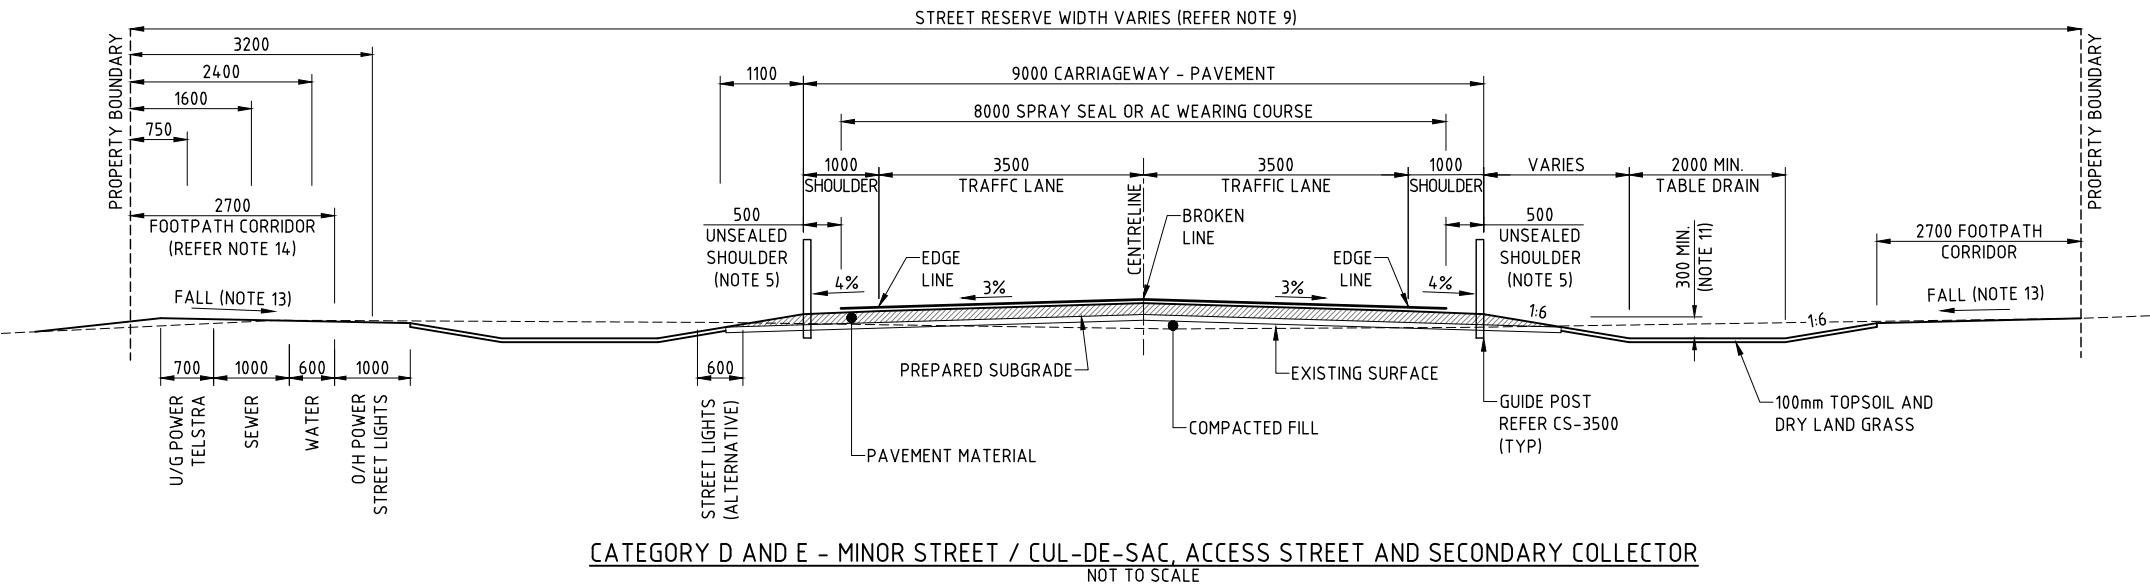 STREET RESERVE WIDTH VARIES (REFER NOTE 9)
PROPERTY BOUNDARY
3200
2400
1600
750
2700
FOOTPATH CORRIDOR
(REFER NOTE 14)
FALL (NOTE 13)
1100
9000 CARRIAGEWAY - PAVEMENT
8000 SPRAY SEAL OR AC WEARING COURSE
1000
SHOULDER
3500
TRAFFC LANE
3500
TRAFFIC LANE
1000
SHOULDER
VARIES
2000 MIN.
TABLE DRAIN
PROPERTY BOUNDARY
500
UNSEALED
SHOULDER
(NOTE 5)
4%
EDGE
LINE
3%
CENTRELINE
BROKEN
LINE
3%
EDGE
LINE
4%
500
UNSEALED
SHOULDER
(NOTE 5)
1:6
300 MIN.
(NOTE 11)
1:6
2700 FOOTPATH
CORRIDOR
FALL (NOTE 13)
700
1000
600
1000
U/G POWER
TELSTRA
SEWER
WATER
O/H POWER
STREET LIGHTS
600
STREET LIGHTS
(ALTERNATIVE)
PREPARED SUBGRADE
EXISTING SURFACE
PAVEMENT MATERIAL
COMPACTED FILL
GUIDE POST
REFER CS-3500
(TYP)
100mm TOPSOIL AND
DRY LAND GRASS
CATEGORY D AND E - MINOR STREET / CUL-DE-SAC, ACCESS STREET AND SECONDARY COLLECTOR
NOT TO SCALE